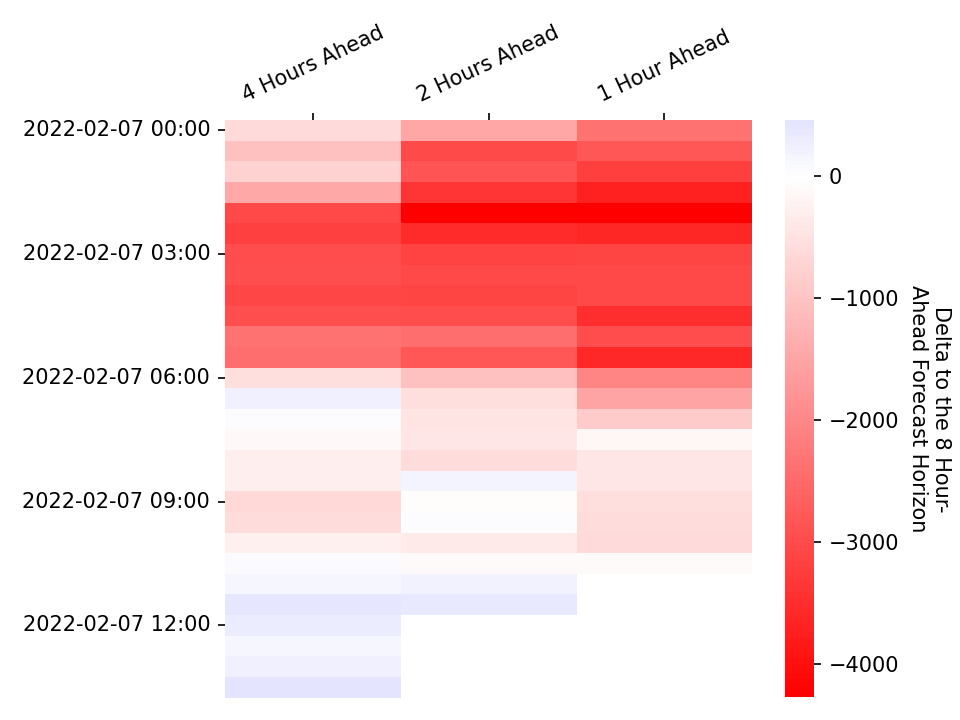 4 Hours Ahead
2 Hours Ahead
1 Hour Ahead
2022-02-07 00:00
2022-02-07 03:00
2022-02-07 06:00
2022-02-07 09:00
2022-02-07 12:00
0
−1000
−2000
−3000
−4000
Delta to the 8 Hour-
Ahead Forecast Horizon